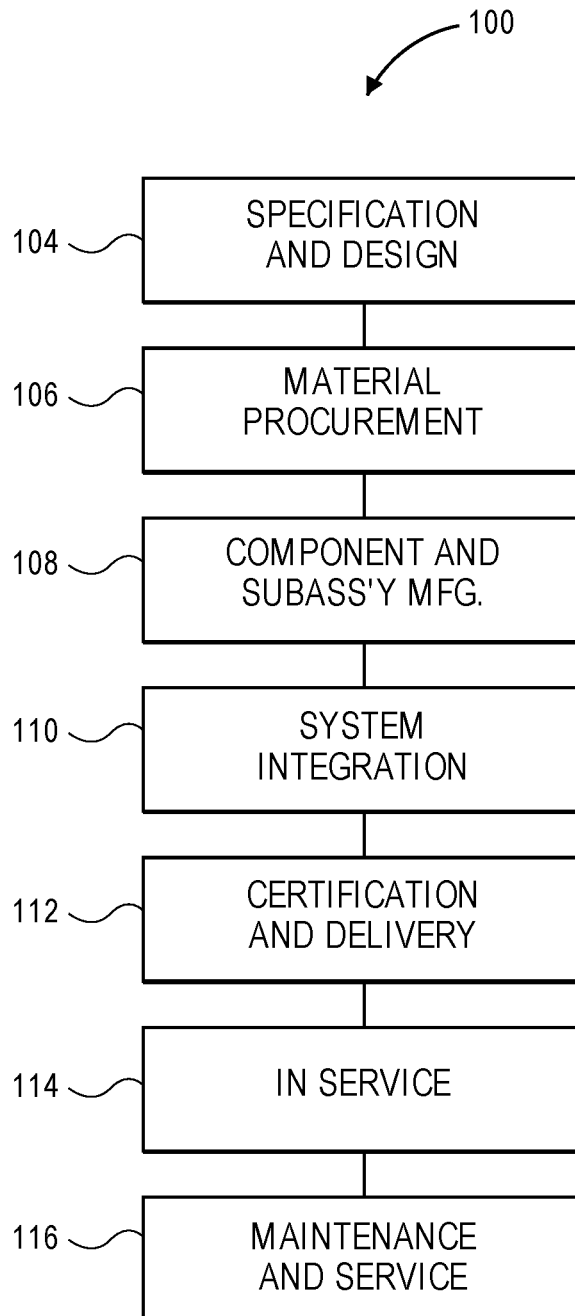 100
104
SPECIFICATION
AND DESIGN
106
MATERIAL
PROCUREMENT
108
COMPONENT AND
SUBASS'Y MFG.
110
SYSTEM
INTEGRATION
112
CERTIFICATION
AND DELIVERY
114
IN SERVICE
116
MAINTENANCE
AND SERVICE